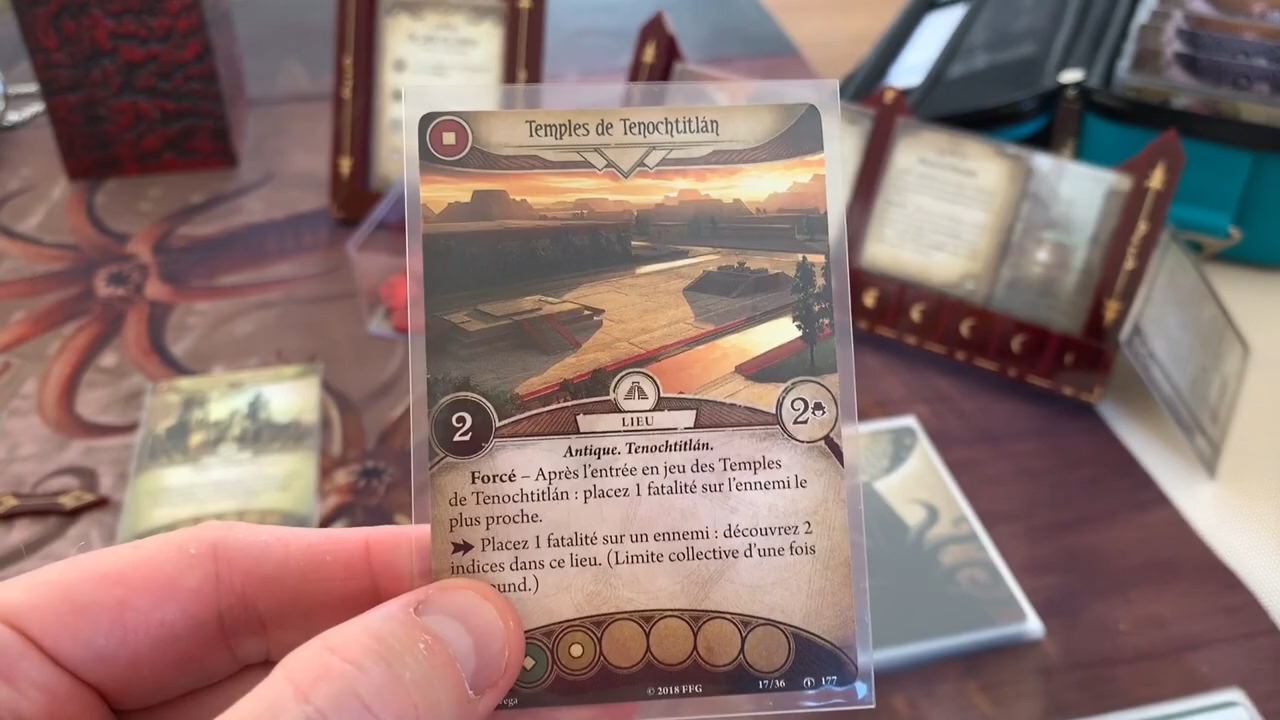 Temples de Tenochtitlán
2
2
LIEU
Antique. Tenochtitlán.
Forcé – Après l'entrée en jeu des Temples
de Tenochtitlán : placez 1 fatalité sur l'ennemi le
plus proche.
Placez 1 fatalité sur un ennemi : découvrez 2
indices dans ce lieu. (Limite collective d'une fois
© 2018 FFG
17/36
177